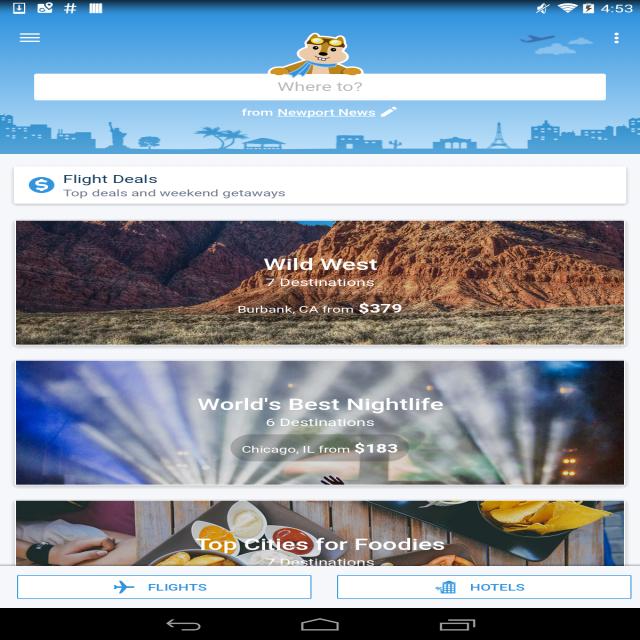 4:53
Where to?
from Newport News
Flight Deals
Top deals and weekend getaways
Wild West
7 Destinations
Burbank, CA from $379
World's Best Nightlife
6 Destinations
Chicago, IL from $183
Top Cities for Foodies
7 Destinations
FLIGHTS
HOTELS